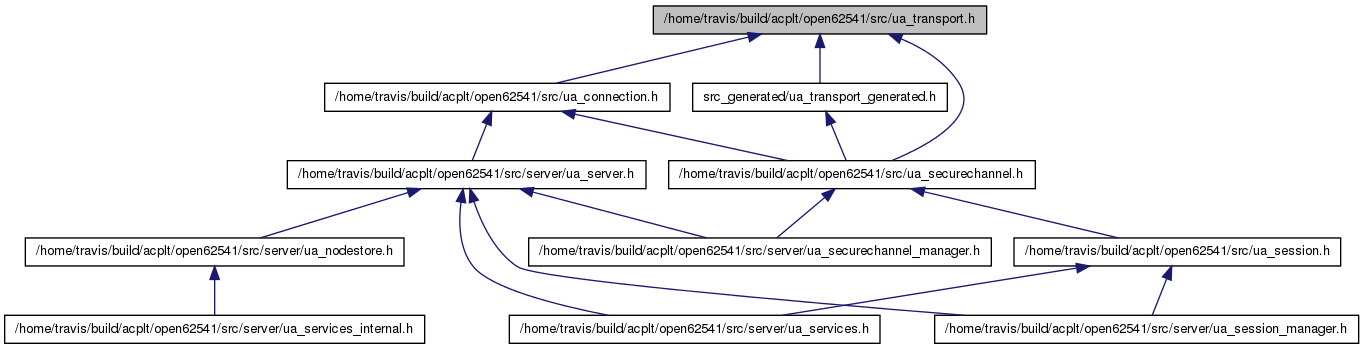 /home/travis/build/acplt/open62541/src/ua_transport.h
/home/travis/build/acplt/open62541/src/ua_connection.h
src_generated/ua_transport_generated.h
/home/travis/build/acplt/open62541/src/server/ua_server.h
/home/travis/build/acplt/open62541/src/ua_securechannel.h
/home/travis/build/acplt/open62541/src/server/ua_nodestore.h
/home/travis/build/acplt/open62541/src/server/ua_securechannel_manager.h
/home/travis/build/acplt/open62541/src/ua_session.h
/home/travis/build/acplt/open62541/src/server/ua_services_internal.h
/home/travis/build/acplt/open62541/src/server/ua_services.h
/home/travis/build/acplt/open62541/src/server/ua_session_manager.h